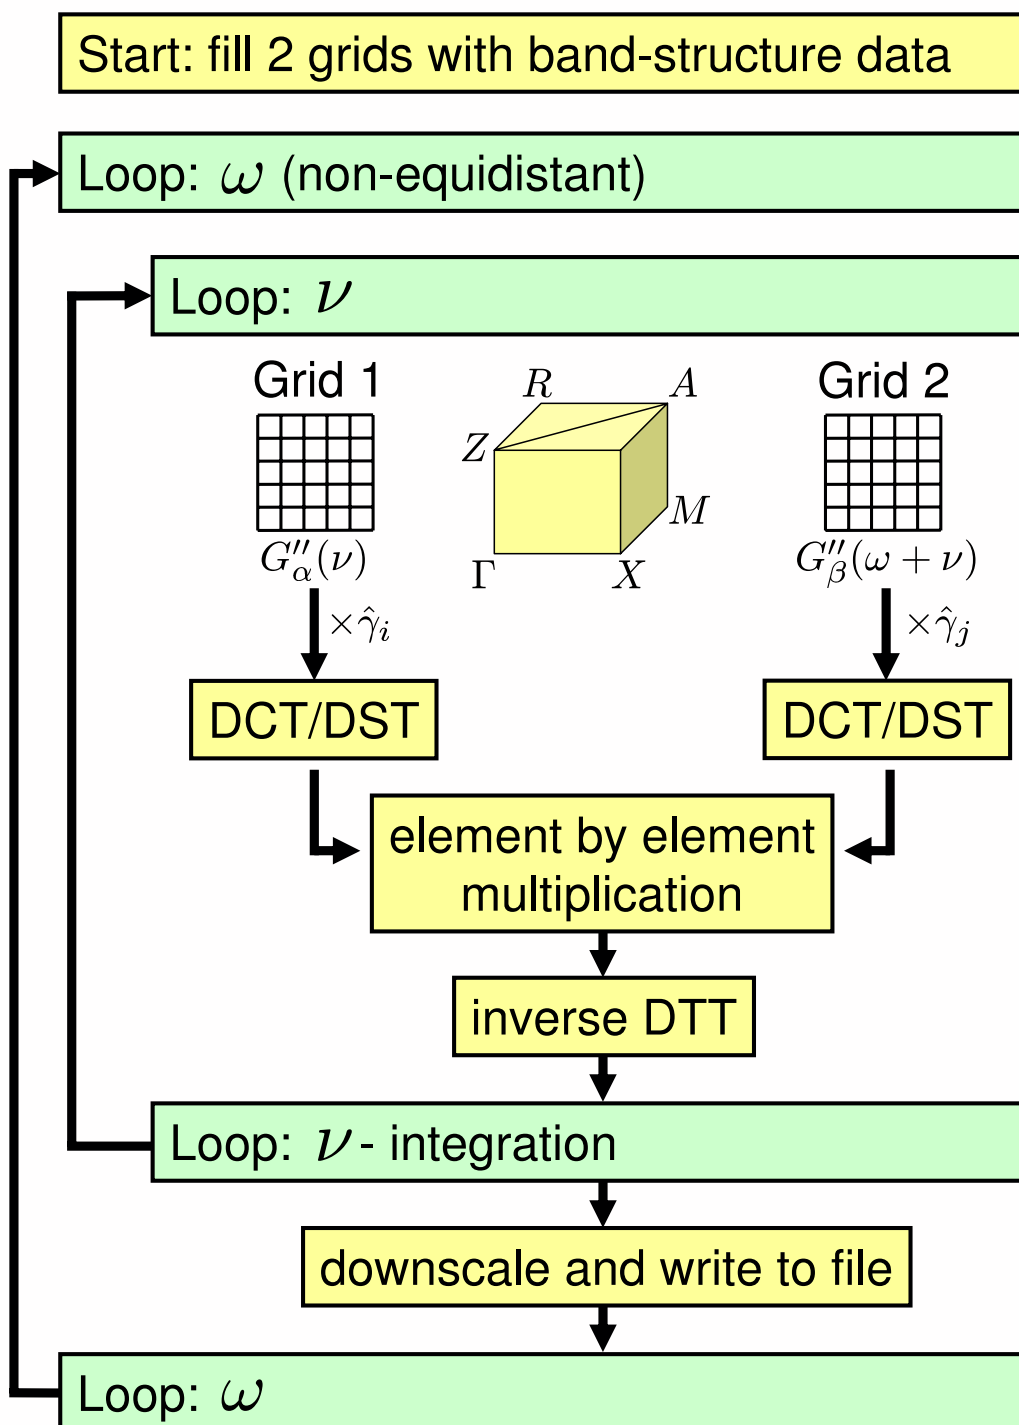 Start: fill 2 grids with band-structure data
Loop: ω (non-equidistant)
Loop: ν
Grid 1
R
A
Grid 2
Z
M
G″α(ν)
Γ
X
G″β(ω + ν)
×γ̂i
×γ̂j
DCT/DST
DCT/DST
element by element
multiplication
inverse DTT
Loop: ν - integration
downscale and write to file
Loop: ω